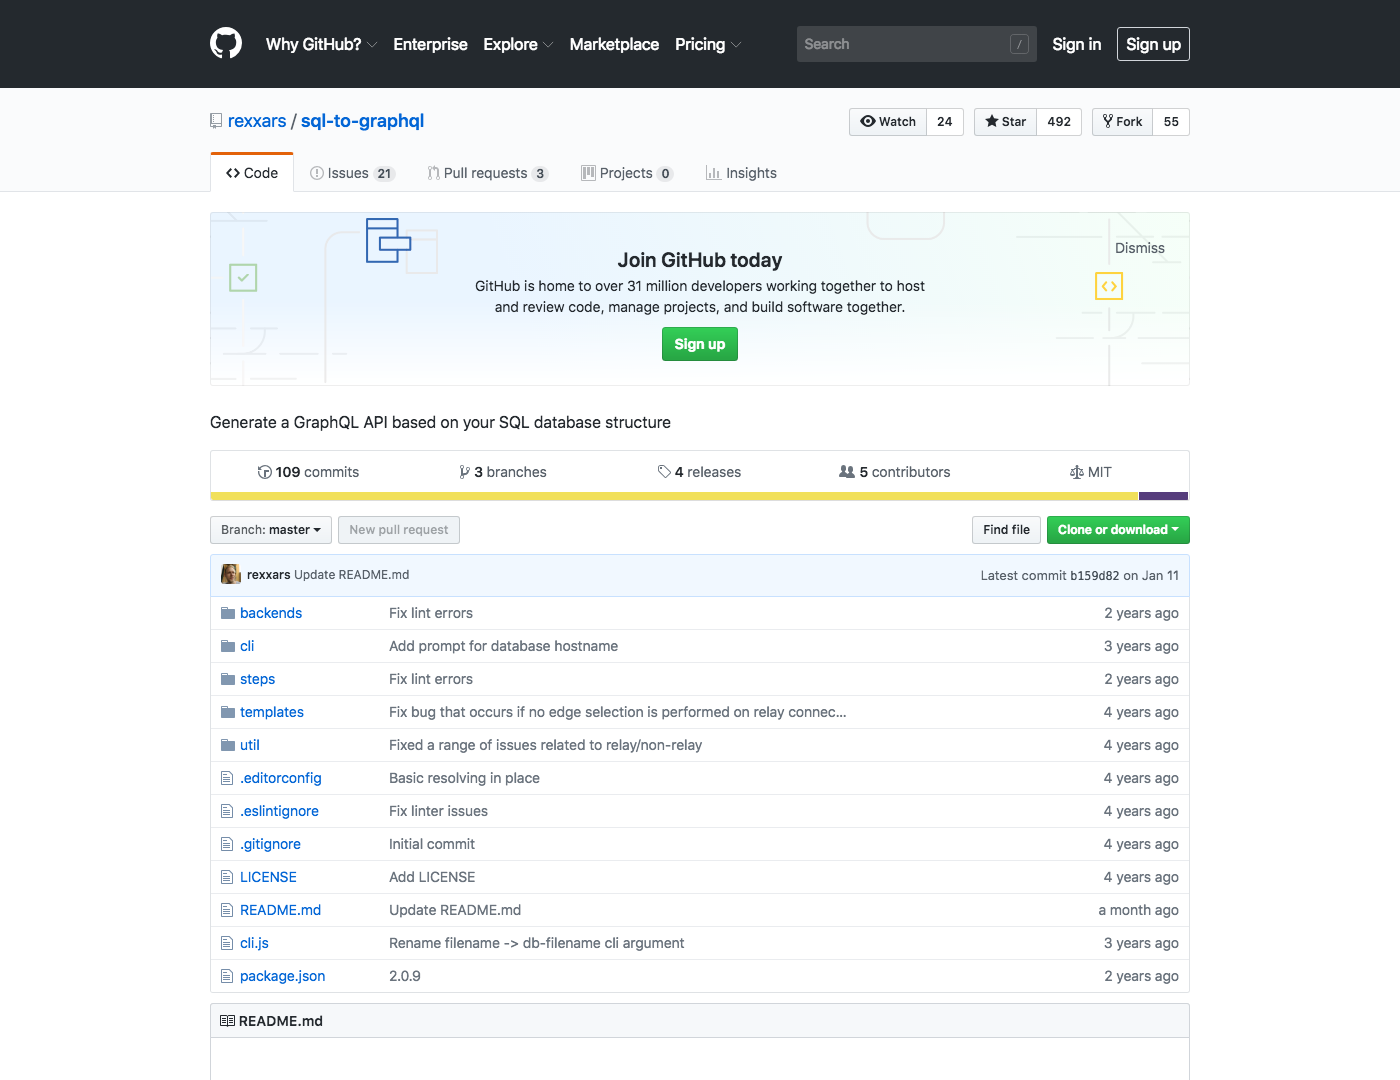 Why GitHub? Enterprise Explore Marketplace Pricing Search / Sign in Sign up
rexxars / sql-to-graphql Watch 24 Star 492 Fork 55
Code Issues 21 Pull requests 3 Projects 0 Insights
Dismiss
Join GitHub today
GitHub is home to over 31 million developers working together to host
and review code, manage projects, and build software together.
Sign up
Generate a GraphQL API based on your SQL database structure
109 commits 3 branches 4 releases 5 contributors MIT
Branch: master New pull request Find file Clone or download
rexxars Update README.md Latest commit b159d82 on Jan 11
backends Fix lint errors 2 years ago
cli Add prompt for database hostname 3 years ago
steps Fix lint errors 2 years ago
templates Fix bug that occurs if no edge selection is performed on relay connec... 4 years ago
util Fixed a range of issues related to relay/non-relay 4 years ago
.editorconfig Basic resolving in place 4 years ago
.eslintignore Fix linter issues 4 years ago
.gitignore Initial commit 4 years ago
LICENSE Add LICENSE 4 years ago
README.md Update README.md a month ago
cli.js Rename filename -> db-filename cli argument 3 years ago
package.json 2.0.9 2 years ago
README.md